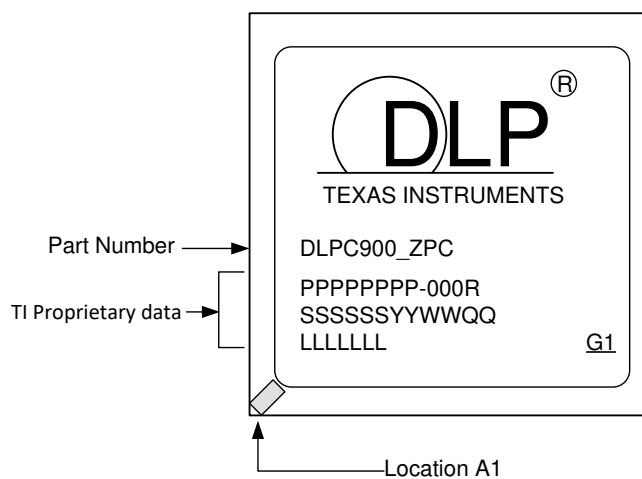 DLP®
TEXAS INSTRUMENTS
Part Number
DLPC900_ZPC
TI Proprietary data
PPPPPPPP-000R
SSSSSSYYWWQQ
LLLLLLL
G1
Location A1